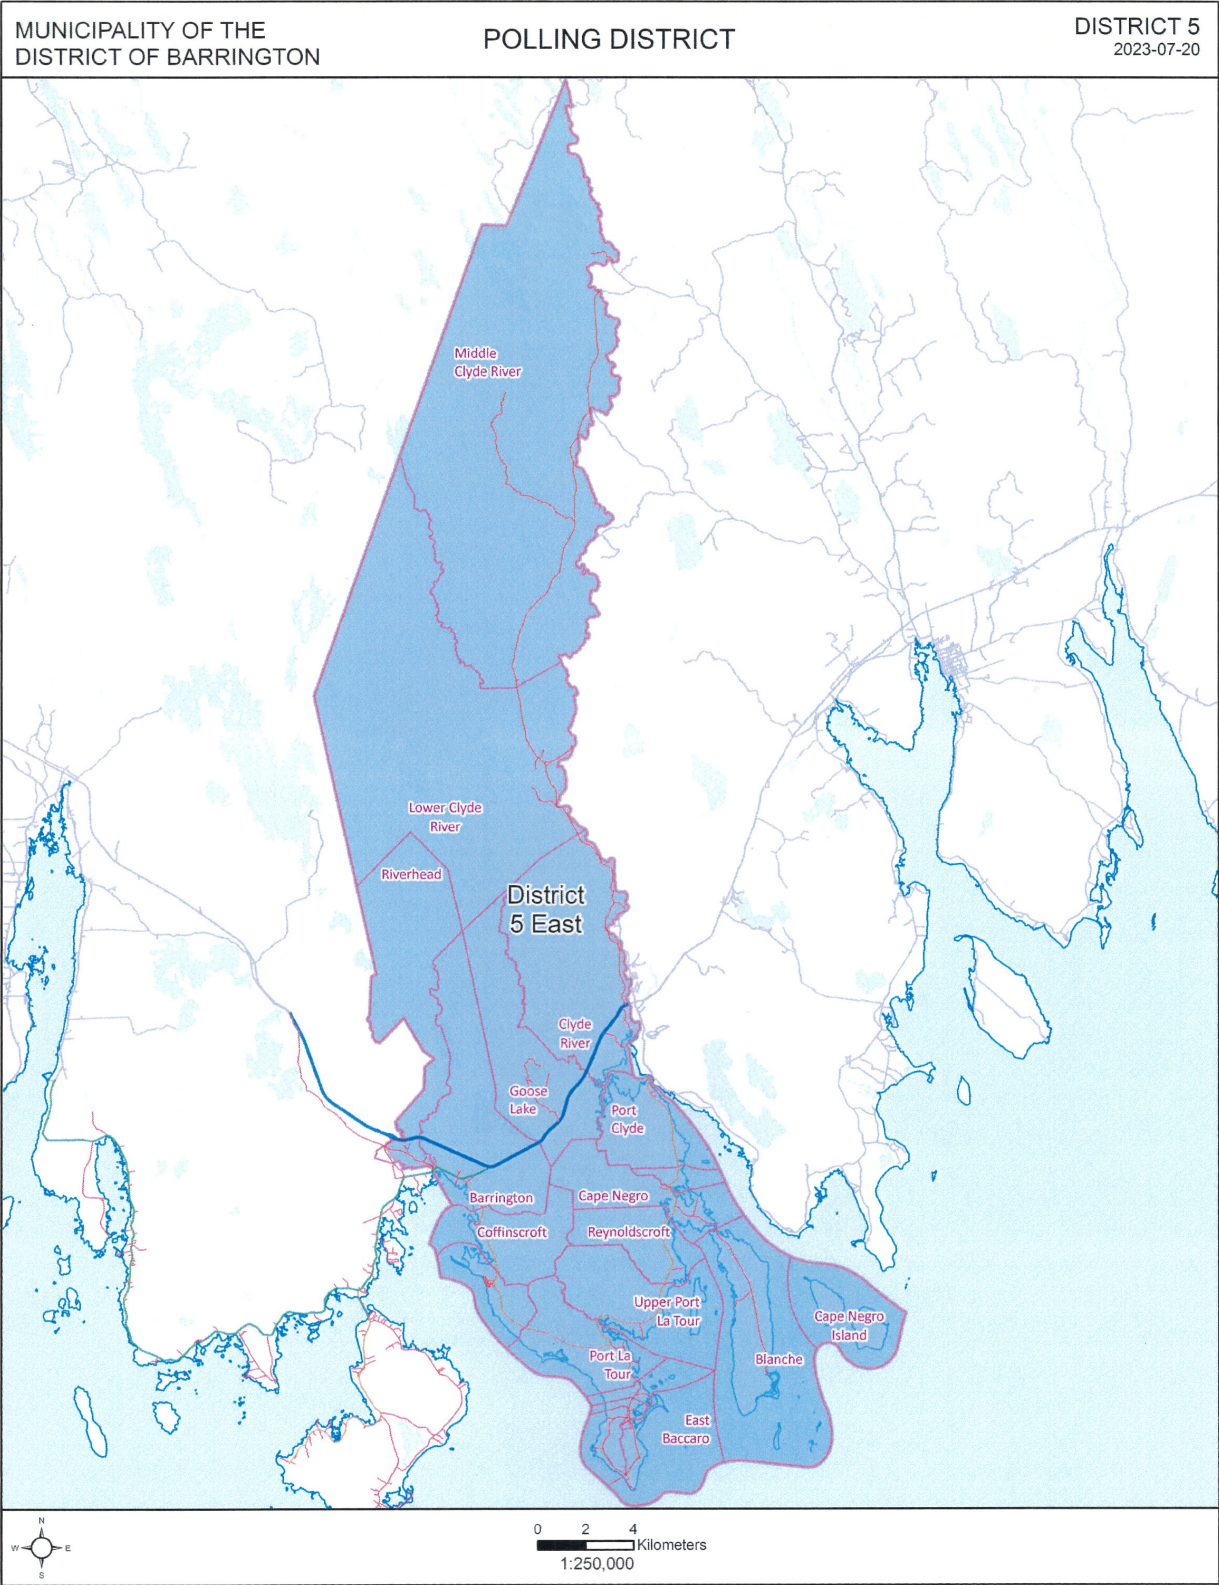 MUNICIPALITY OF THE
DISTRICT OF BARRINGTON
POLLING DISTRICT
DISTRICT 5
2023-07-20
Middle
Clyde River
Lower Clyde
River
Riverhead
District
5 East
Clyde
River
Goose
Lake
Port
Clyde
Barrington
Cape Negro
Coffinscroft
Reynoldscroft
Upper Port
La Tour
Cape Negro
Island
Port La
Tour
Blanche
East
Baccaro
N
W
E
S
0 2 4
Kilometers
1:250,000